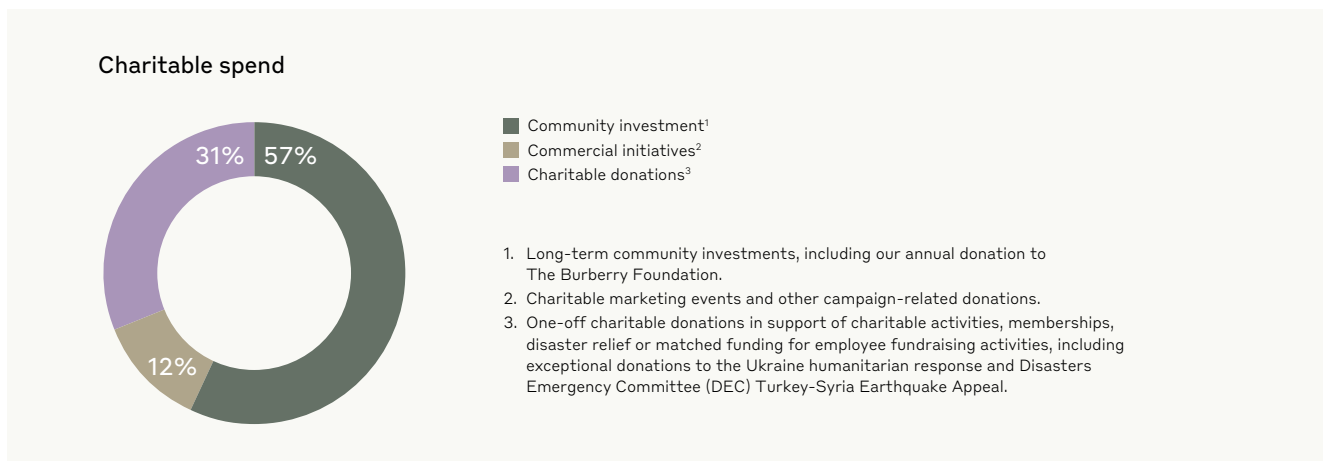 Charitable spend
31% 57%
12%
Community investment¹
Commercial initiatives²
Charitable donations³
1. Long-term community investments, including our annual donation to
The Burberry Foundation.
2. Charitable marketing events and other campaign-related donations.
3. One-off charitable donations in support of charitable activities, memberships,
disaster relief or matched funding for employee fundraising activities, including
exceptional donations to the Ukraine humanitarian response and Disasters
Emergency Committee (DEC) Turkey-Syria Earthquake Appeal.